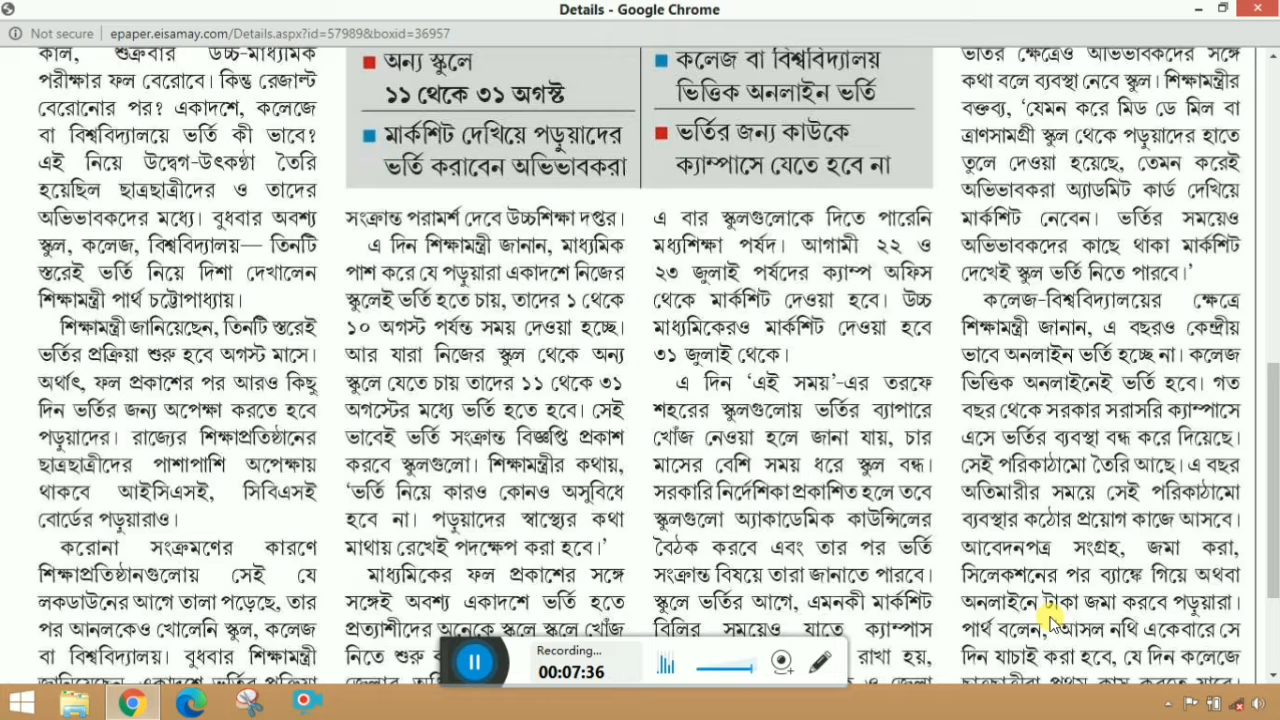 Details - Google Chrome
Not secure
epaper.eisamay.com/Details.aspx?id=57989&boxid=36957
কাল, শুক্রবার উচ্চ-মাধ্যমিক
পরীক্ষার ফল বেরোবে। কিন্তু রেজাল্ট
বেরোনোর পর? একাদশে, কলেজে
বা বিশ্ববিদ্যালয়ে ভর্তি কী ভাবে?
এই নিয়ে উদ্বেগ-উৎকণ্ঠা তৈরি
হয়েছিল ছাত্রছাত্রীদের ও তাদের
অভিভাবকদের মধ্যে। বুধবার অবশ্য
স্কুল, কলেজ, বিশ্ববিদ্যালয়— তিনটি
স্তরেই ভর্তি নিয়ে দিশা দেখালেন
শিক্ষামন্ত্রী পার্থ চট্টোপাধ্যায়।
শিক্ষামন্ত্রী জানিয়েছেন, তিনটি স্তরেই
ভর্তির প্রক্রিয়া শুরু হবে অগস্ট মাসে।
অর্থাৎ, ফল প্রকাশের পর আরও কিছু
দিন ভর্তির জন্য অপেক্ষা করতে হবে
পড়ুয়াদের। রাজ্যের শিক্ষাপ্রতিষ্ঠানের
ছাত্রছাত্রীদের পাশাপাশি অপেক্ষায়
থাকবে আইসিএসই, সিবিএসই
বোর্ডের পড়ুয়ারাও।
করোনা সংক্রমণের কারণে
শিক্ষাপ্রতিষ্ঠানগুলোয় সেই যে
লকডাউনের আগে তালা পড়েছে, তার
পর আনলকেও খোলেনি স্কুল, কলেজ
বা বিশ্ববিদ্যালয়। বুধবার শিক্ষামন্ত্রী
জানিয়েছেন, একাদশে ভর্তির প্রক্রিয়া
অন্য স্কুলে
১১ থেকে ৩১ অগস্ট
মার্কশিট দেখিয়ে পড়ুয়াদের
ভর্তি করাবেন অভিভাবকরা
কলেজ বা বিশ্ববিদ্যালয়
ভিত্তিক অনলাইন ভর্তি
ভর্তির জন্য কাউকে
ক্যাম্পাসে যেতে হবে না
সংক্রান্ত পরামর্শ দেবে উচ্চশিক্ষা দপ্তর।
এ দিন শিক্ষামন্ত্রী জানান, মাধ্যমিক
পাশ করে যে পড়ুয়ারা একাদশে নিজের
স্কুলেই ভর্তি হতে চায়, তাদের ১ থেকে
১০ অগস্ট পর্যন্ত সময় দেওয়া হচ্ছে।
আর যারা নিজের স্কুল থেকে অন্য
স্কুলে যেতে চায় তাদের ১১ থেকে ৩১
অগস্টের মধ্যে ভর্তি হতে হবে। সেই
ভাবেই ভর্তি সংক্রান্ত বিজ্ঞপ্তি প্রকাশ
করবে স্কুলগুলো। শিক্ষামন্ত্রীর কথায়,
‘ভর্তি নিয়ে কারও কোনও অসুবিধে
হবে না। পড়ুয়াদের স্বাস্থ্যের কথা
মাথায় রেখেই পদক্ষেপ করা হবে।’
মাধ্যমিকের ফল প্রকাশের সঙ্গে
সঙ্গেই অবশ্য একাদশে ভর্তি হতে
প্রত্যাশীদের অনেকে স্কুলে স্কুলে খোঁজ
নিতে শুরু
এ বার স্কুলগুলোকে দিতে পারেনি
মধ্যশিক্ষা পর্ষদ। আগামী ২২ ও
২৩ জুলাই পর্ষদের ক্যাম্প অফিস
থেকে মার্কশিট দেওয়া হবে। উচ্চ
মাধ্যমিকেরও মার্কশিট দেওয়া হবে
৩১ জুলাই থেকে।
এ দিন ‘এই সময়’-এর তরফে
শহরের স্কুলগুলোয় ভর্তির ব্যাপারে
খোঁজ নেওয়া হলে জানা যায়, চার
মাসের বেশি সময় ধরে স্কুল বন্ধ।
সরকারি নির্দেশিকা প্রকাশিত হলে তবে
স্কুলগুলো অ্যাকাডেমিক কাউন্সিলের
বৈঠক করবে এবং তার পর ভর্তি
সংক্রান্ত বিষয়ে তারা জানাতে পারবে।
স্কুলে ভর্তির আগে, এমনকী মার্কশিট
বিলির সময়েও যাতে ক্যাম্পাস
রাখা হয়,
ও জেলা
ভর্তির ক্ষেত্রেও অভিভাবকদের সঙ্গে
কথা বলে ব্যবস্থা নেবে স্কুল। শিক্ষামন্ত্রীর
বক্তব্য, ‘যেমন করে মিড ডে মিল বা
ত্রাণসামগ্রী স্কুল থেকে পড়ুয়াদের হাতে
তুলে দেওয়া হয়েছে, তেমন করেই
অভিভাবকরা অ্যাডমিট কার্ড দেখিয়ে
মার্কশিট নেবেন। ভর্তির সময়েও
অভিভাবকদের কাছে থাকা মার্কশিট
দেখেই স্কুল ভর্তি নিতে পারবে।’
কলেজ-বিশ্ববিদ্যালয়ের ক্ষেত্রে
শিক্ষামন্ত্রী জানান, এ বছরও কেন্দ্রীয়
ভাবে অনলাইন ভর্তি হচ্ছে না। কলেজ
ভিত্তিক অনলাইনেই ভর্তি হবে। গত
বছর থেকে সরকার সরাসরি ক্যাম্পাসে
এসে ভর্তির ব্যবস্থা বন্ধ করে দিয়েছে।
সেই পরিকাঠামো তৈরি আছে। এ বছর
অতিমারীর সময়ে সেই পরিকাঠামো
ব্যবস্থার কঠোর প্রয়োগ কাজে আসবে।
আবেদনপত্র সংগ্রহ, জমা করা,
সিলেকশনের পর ব্যাঙ্কে গিয়ে অথবা
অনলাইনে টাকা জমা করবে পড়ুয়ারা।
পার্থ বলেন, ‘আসল নথি একেবারে সে
দিন যাচাই করা হবে, যে দিন কলেজে
ছাত্রছাত্রীরা প্রথম ক্লাস করতে যাবে।
Recording...
00:07:36